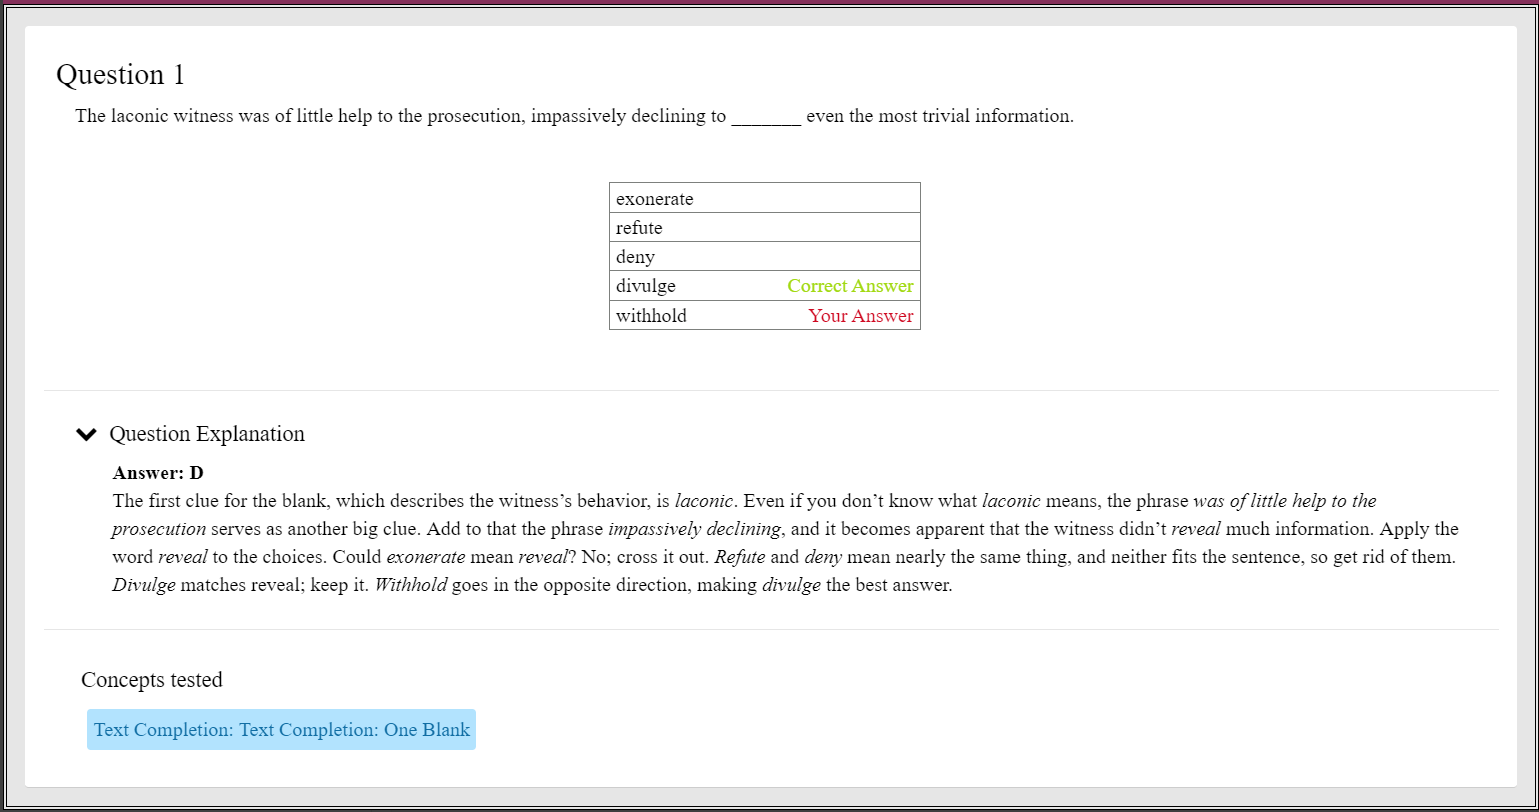 Question 1
The laconic witness was of little help to the prosecution, impassively declining to _______ even the most trivial information.
exonerate
refute
deny
divulge Correct Answer
withhold Your Answer
Question Explanation
Answer: D
The first clue for the blank, which describes the witness’s behavior, is laconic. Even if you don’t know what laconic means, the phrase was of little help to the
prosecution serves as another big clue. Add to that the phrase impassively declining, and it becomes apparent that the witness didn’t reveal much information. Apply the
word reveal to the choices. Could exonerate mean reveal? No; cross it out. Refute and deny mean nearly the same thing, and neither fits the sentence, so get rid of them.
Divulge matches reveal; keep it. Withhold goes in the opposite direction, making divulge the best answer.
Concepts tested
Text Completion: Text Completion: One Blank